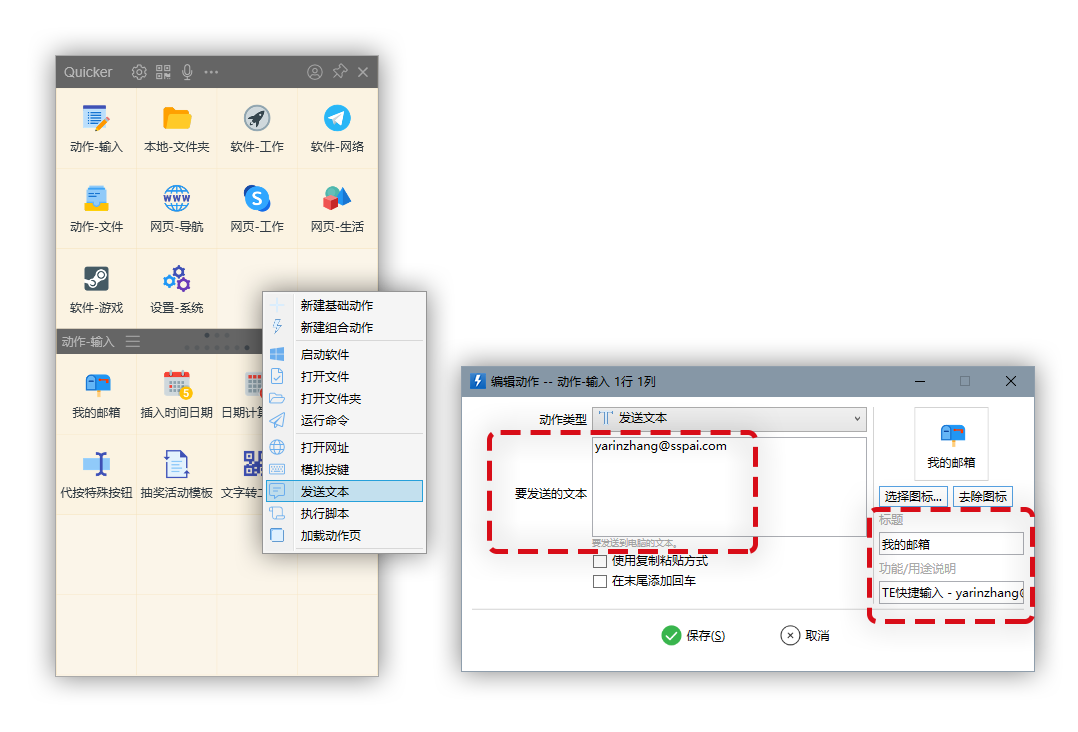 Quicker
动作-输入 本地-文件夹 软件-工作 软件-网络
WWW S
动作-文件 网页-导航 网页-工作 网页-生活
软件-游戏 设置-系统
动作-输入
我的邮箱 插入时间日期 日期计
代按特殊按钮 抽奖活动模板 文字转二
新建基础动作
新建组合动作
启动软件
打开文件
打开文件夹
运行命令
打开网址
模拟按键
发送文本
执行脚本
加载动作页
编辑动作 -- 动作-输入 1行 1列
动作类型 发送文本
要发送的文本 yarinzhang@sspai.com
要发送到电脑的文本。
使用复制粘贴方式
在末尾添加回车
我的邮箱
选择图标... 去除图标
标题
我的邮箱
功能/用途说明
TE快捷输入 - yarinzhang@
保存(S) 取消